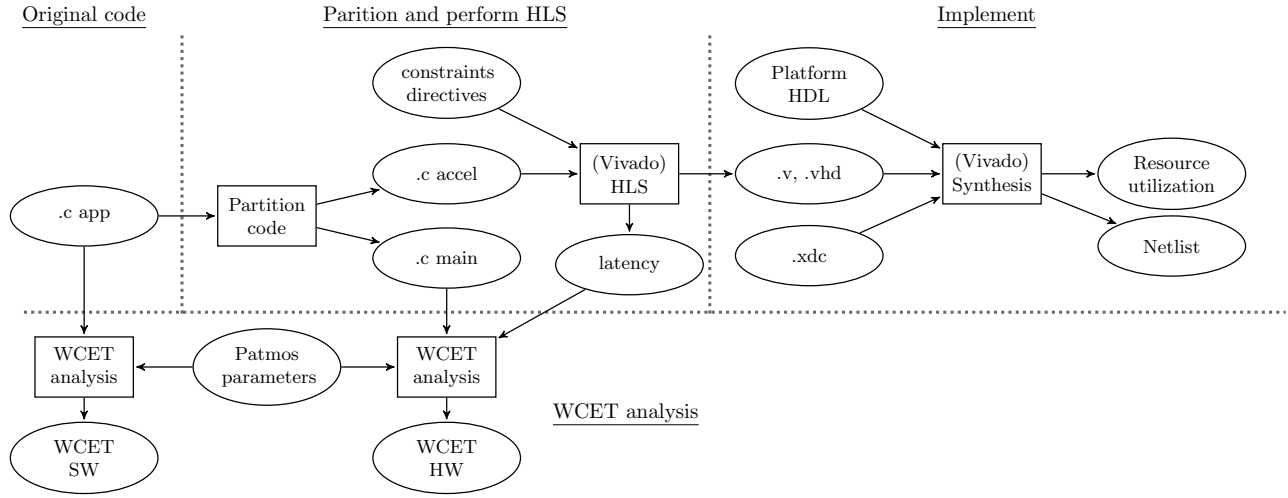 Original code
Parition and perform HLS
Implement
constraints
directives
Platform
HDL
.c accel
(Vivado)
HLS
.v, .vhd
(Vivado)
Synthesis
Resource
utilization
.c app
Partition
code
.c main
latency
.xdc
Netlist
WCET
analysis
Patmos
parameters
WCET
analysis
WCET analysis
WCET
SW
WCET
HW